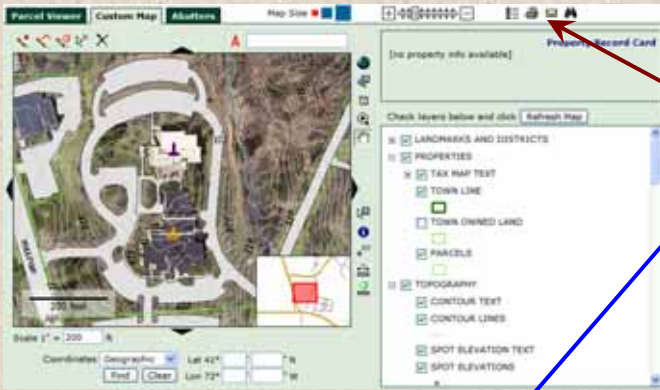 Parcel Viewer Custom Map Abutters Map Size
A
Property Record Card
[no property info available]
Check layers below and click Refresh Map
LANDMARKS AND DISTRICTS
PROPERTIES
TAX MAP TEXT
TOWN LINE
TOWN OWNED LAND
PARCELS
TOPOGRAPHY
CONTOUR TEXT
CONTOUR LINES
SPOT ELEVATION TEXT
SPOT ELEVATIONS
200 feet
Scale 1" = 200 ft
Coordinates Geographic Lat 41° ' " N
Find Clear Lon 72° ' " W